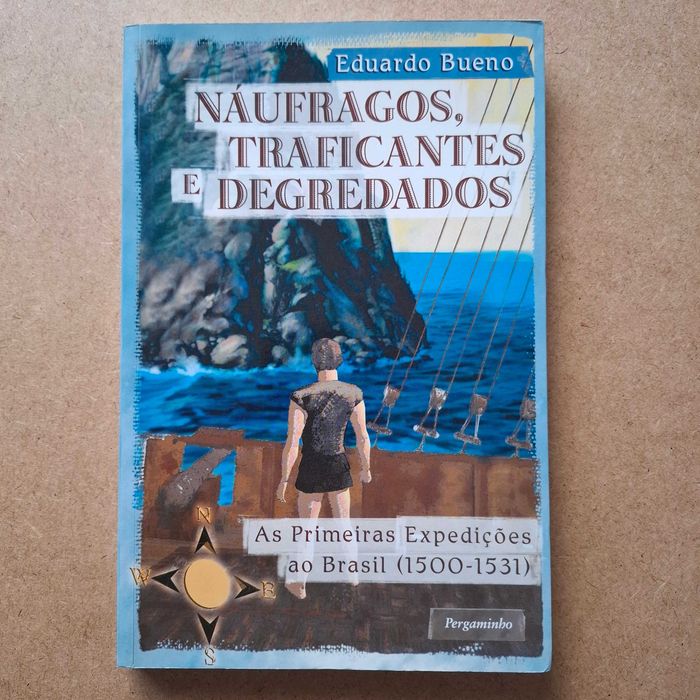 Eduardo Bueno
NÁUFRAGOS,
TRAFICANTES
E DEGREDADOS
As Primeiras Expedições
ao Brasil (1500-1531)
N
W E
S
Pergaminho